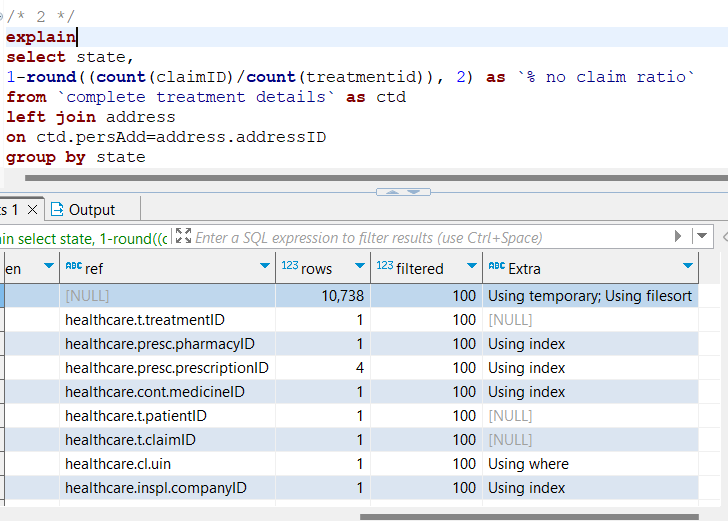 /* 2 */
explain
select state,
1-round((count(claimID)/count(treatmentid)), 2) as `% no claim ratio`
from `complete treatment details` as ctd
left join address
on ctd.persAdd=address.addressID
group by state
s 1 Output
in select state, 1-round((c Enter a SQL expression to filter results (use Ctrl+Space)
en ABC ref 123 rows 123 filtered ABC Extra
[NULL] 10,738 100 Using temporary; Using filesort
healthcare.t.treatmentID 1 100 [NULL]
healthcare.presc.pharmacyID 1 100 Using index
healthcare.presc.prescriptionID 4 100 Using index
healthcare.cont.medicineID 1 100 Using index
healthcare.t.patientID 1 100 [NULL]
healthcare.t.claimID 1 100 [NULL]
healthcare.cl.uin 1 100 Using where
healthcare.inspl.companyID 1 100 Using index